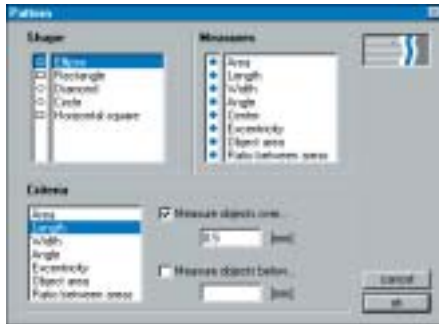 Pattern
Shape
Ellipse
Rectangle
Diamond
Circle
Horizontal square
Measures
Area
Length
Width
Angle
Center
Excentricity
Object area
Ratio between areas
Criteria
Area
Length
Width
Angle
Excentricity
Object area
Ratio between areas
Measure objects over...
0.5 [mm]
Measure objects below...
[mm]
cancel
ok